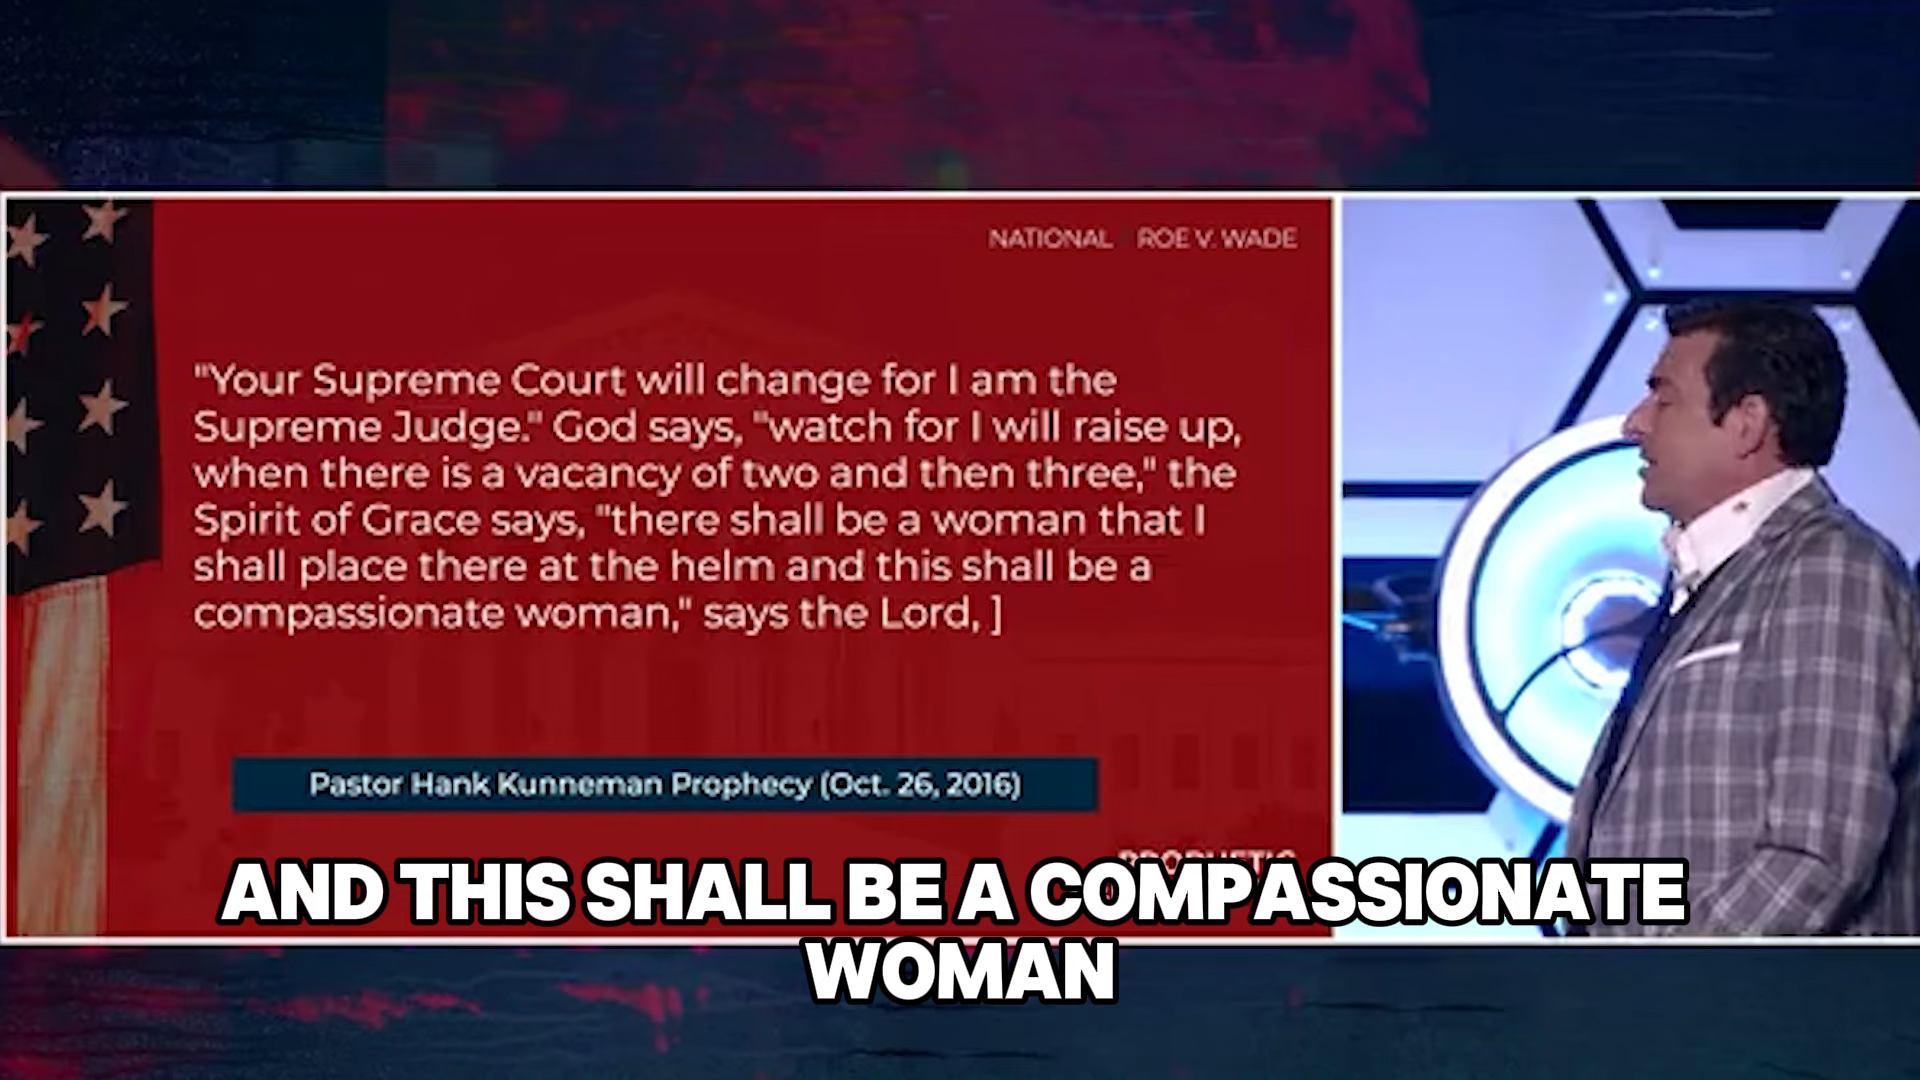 NATIONAL ROE V. WADE
"Your Supreme Court will change for I am the
Supreme Judge." God says, "watch for I will raise up,
when there is a vacancy of two and then three," the
Spirit of Grace says, "there shall be a woman that I
shall place there at the helm and this shall be a
compassionate woman," says the Lord, ]
Pastor Hank Kunneman Prophecy (Oct. 26, 2016)
AND THIS SHALL BE A COMPASSIONATE
WOMAN